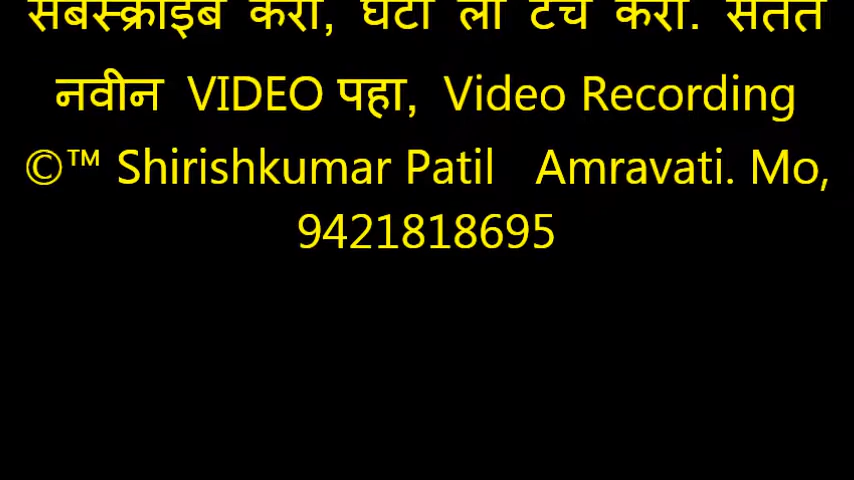 सबस्क्राइब करा, घंटी ला टच करा. सतत
नवीन VIDEO पहा, Video Recording
©™ Shirishkumar Patil Amravati. Mo,
9421818695